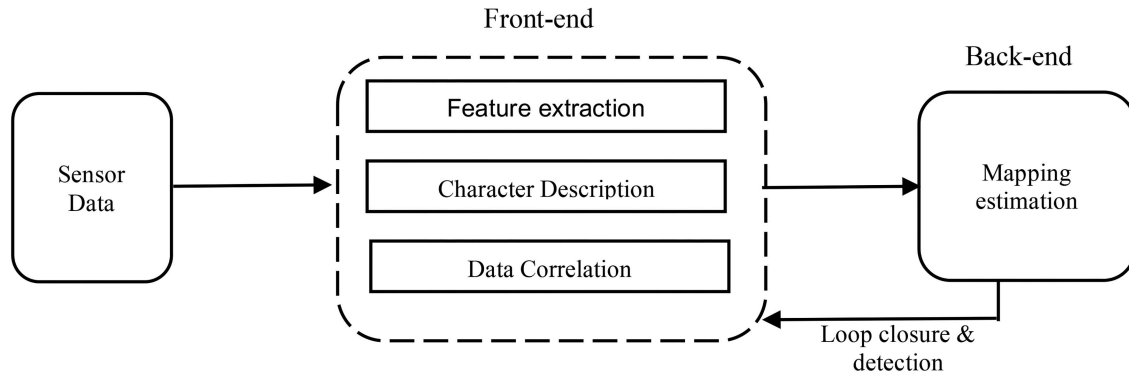 Front-end
Back-end
Sensor
Data
Feature extraction
Character Description
Data Correlation
Mapping
estimation
Loop closure &
detection